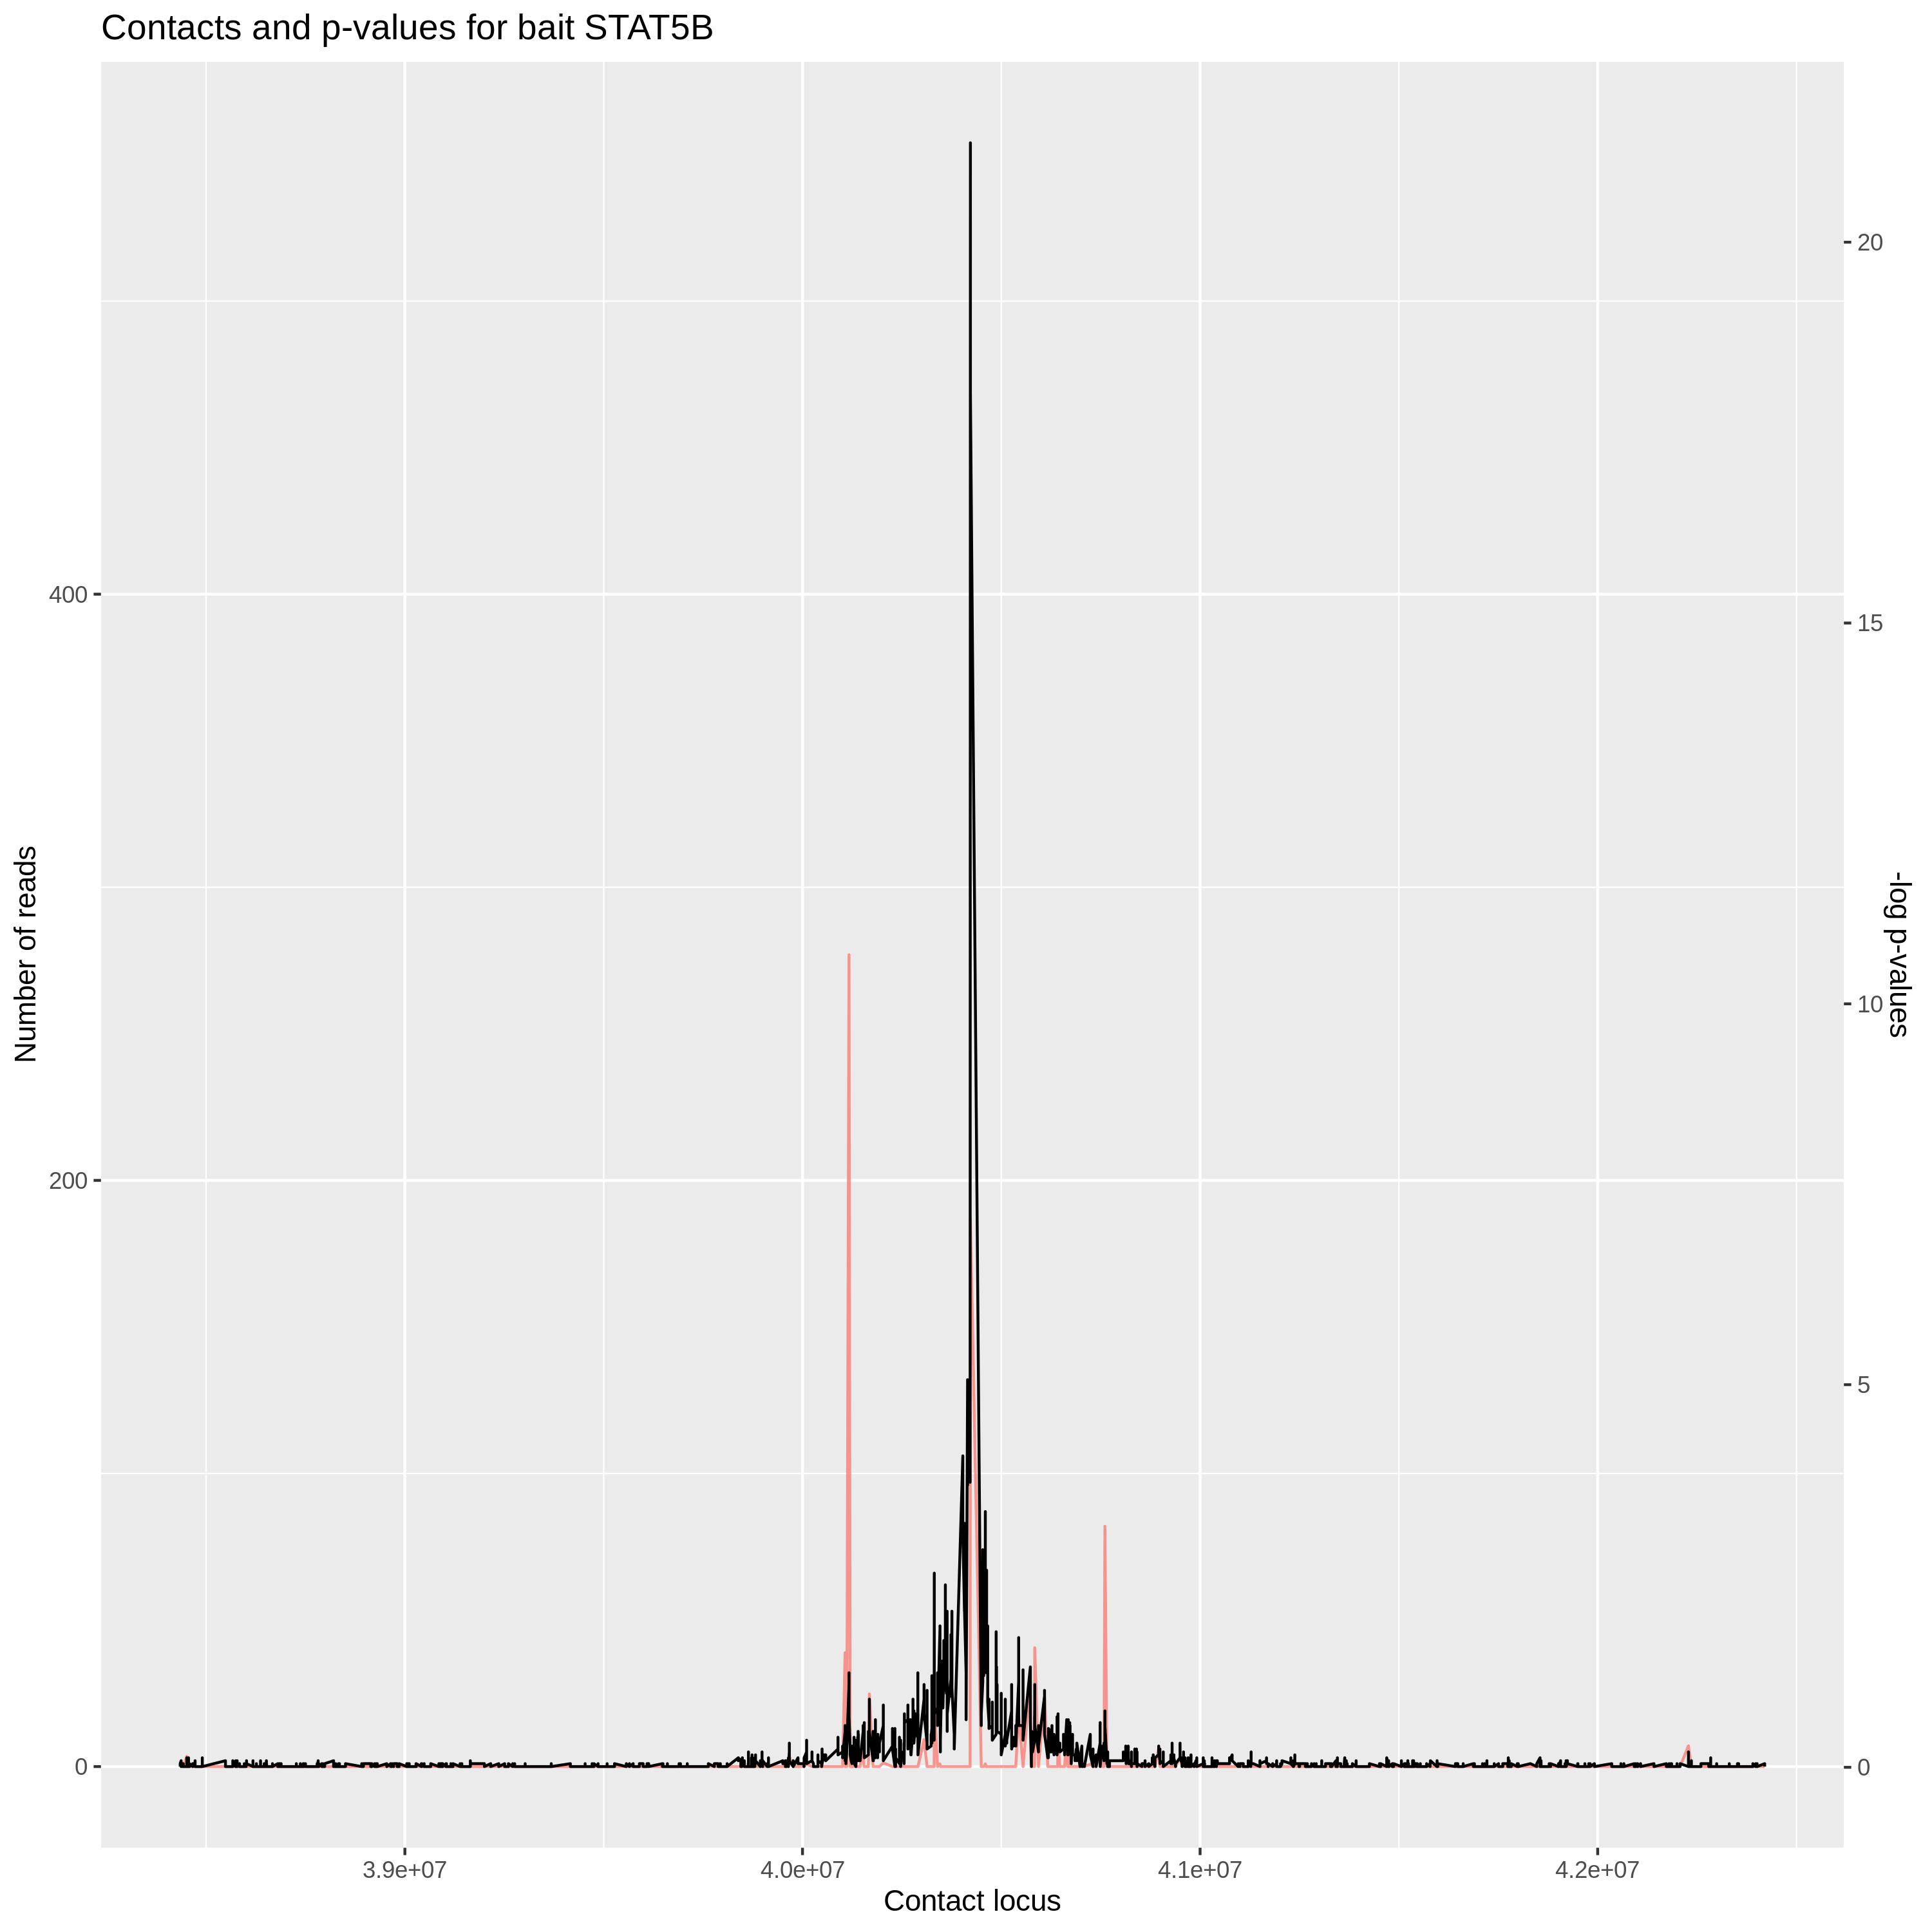 Contacts and p-values for bait STAT5B
Number of reads
400
200
0
20
15
10
5
0
-log p-values
3.9e+07
4.0e+07
4.1e+07
4.2e+07
Contact locus